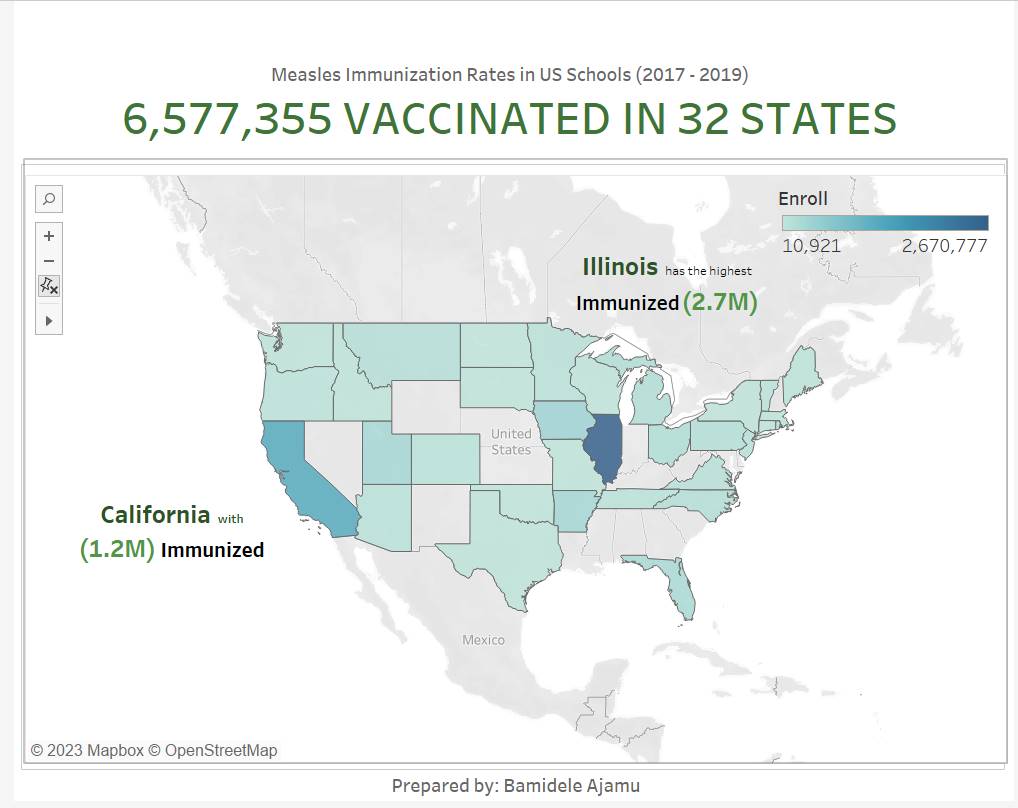 Measles Immunization Rates in US Schools (2017 - 2019)
6,577,355 VACCINATED IN 32 STATES
Enroll
10,921 2,670,777
Illinois has the highest
Immunized (2.7M)
United
States
California with
(1.2M) Immunized
Mexico
© 2023 Mapbox © OpenStreetMap
Prepared by: Bamidele Ajamu